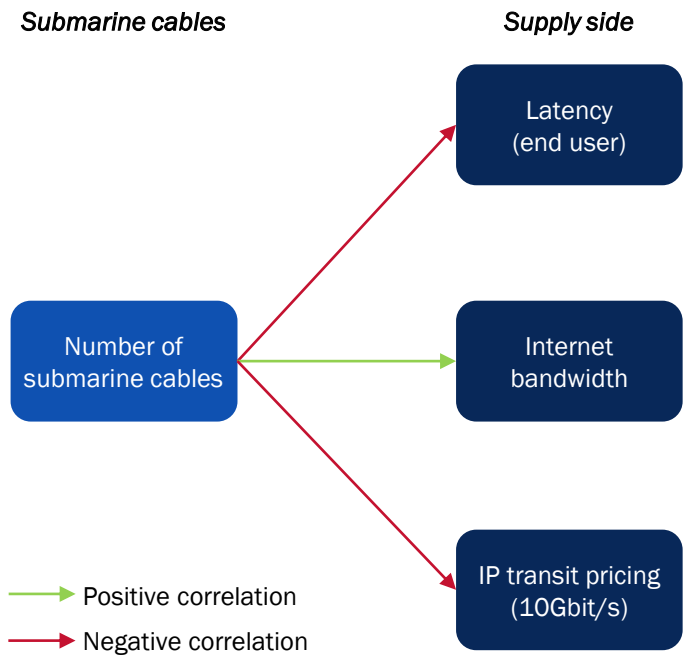 Submarine cables
Supply side
Latency
(end user)
Number of
submarine cables
Internet
bandwidth
IP transit pricing
(10Gbit/s)
Positive correlation
Negative correlation